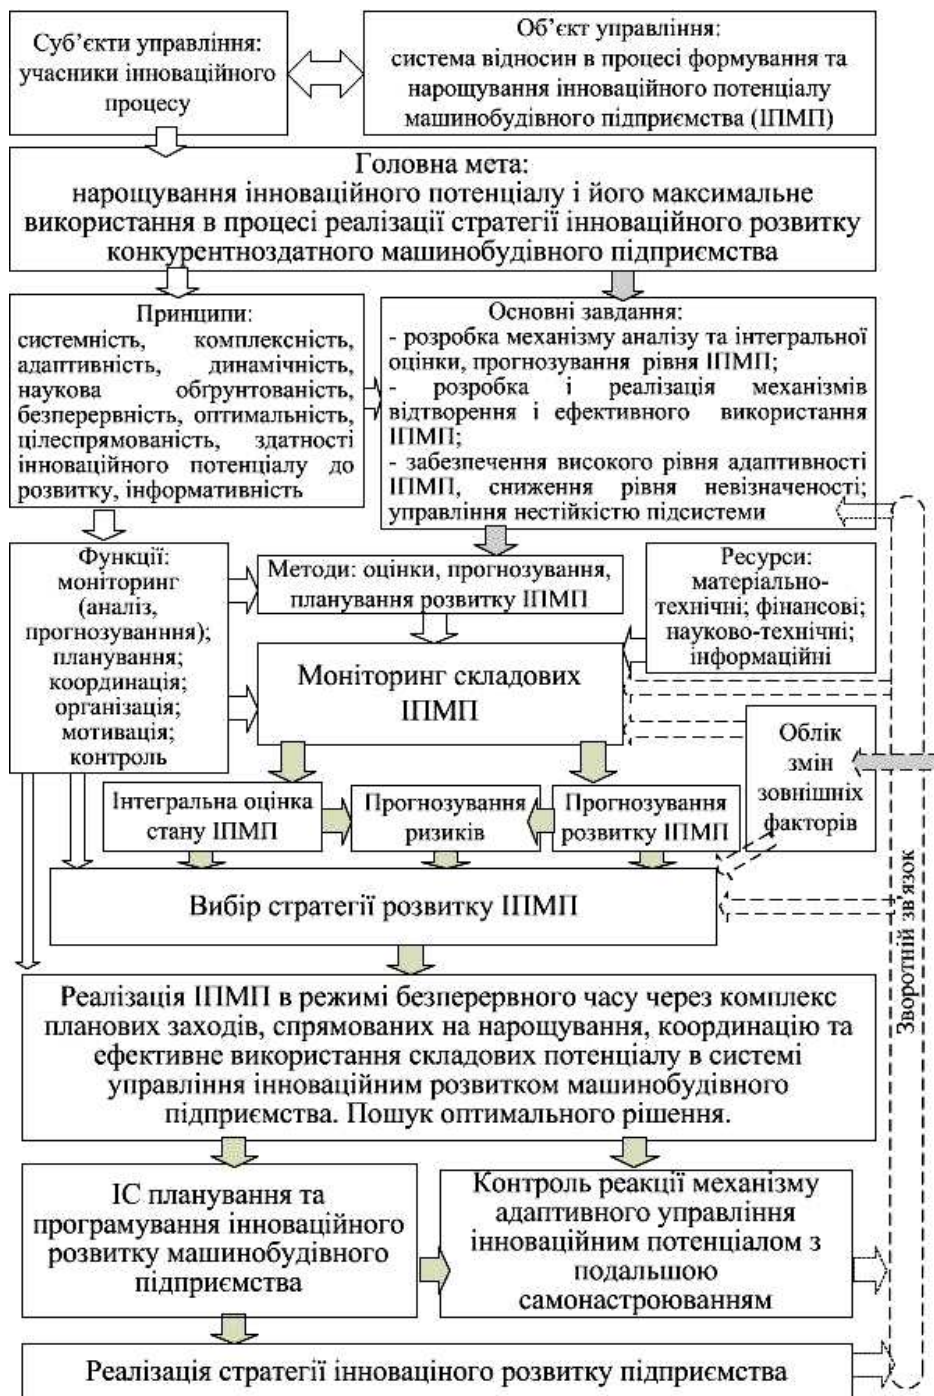 Суб’єкти управління:
учасники інноваційного
процесу
Об’єкт управління:
система відносин в процесі формування та
нарощування інноваційного потенціалу
машинобудівного підприємства (ІПМП)
Головна мета:
нарощування інноваційного потенціалу і його максимальне
використання в процесі реалізації стратегії інноваційного розвитку
конкурентноздатного машинобудівного підприємства
Принципи:
системність, комплексність,
адаптивність, динамічність,
наукова обґрунтованість,
безперервність, оптимальність,
цілеспрямованість, здатності
інноваційного потенціалу до
розвитку, інформативність
Основні завдання:
- розробка механізму аналізу та інтегральної
оцінки, прогнозування рівня ІПМП;
- розробка і реалізація механізмів
відтворення і ефективного використання
ІПМП;
- забезпечення високого рівня адаптивності
ІПМП, сниження рівня невізначеності;
управління нестійкістю підсистеми
Функції:
моніторинг
(аналіз,
прогнозуванння);
планування;
координація;
організація;
мотивація;
контроль
Методи: оцінки, прогнозування,
планування розвитку ІПМП
Ресурси:
матеріально-
технічні; фінансові;
науково-технічні;
інформаційні
Моніторинг складових
ІПМП
Облік
змін
зовнішніх
факторів
Інтегральна оцінка
стану ІПМП
Прогнозування
ризиків
Прогнозування
розвитку ІПМП
Вибір стратегії розвитку ІПМП
Зворотній зв'язок
Реалізація ІПМП в режимі безперервного часу через комплекс
планових заходів, спрямованих на нарощування, координацію та
ефективне використання складових потенціалу в системі
управління інноваційним розвитком машинобудівного
підприємства. Пошук оптимального рішення.
ІС планування та
програмування інноваційного
розвитку машинобудівного
підприємства
Контроль реакції механізму
адаптивного управління
інноваційним потенціалом з
подальшою
самонастроюванням
Реалізація стратегії інноваціного розвитку підприємства